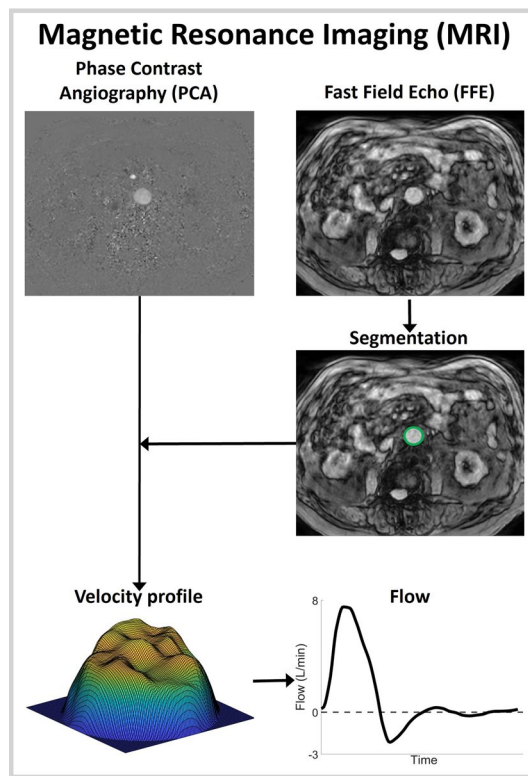 Magnetic Resonance Imaging (MRI)
Phase Contrast
Angiography (PCA)
Fast Field Echo (FFE)
Segmentation
Velocity profile
Flow
8
Flow (L/min)
0
-3
Time